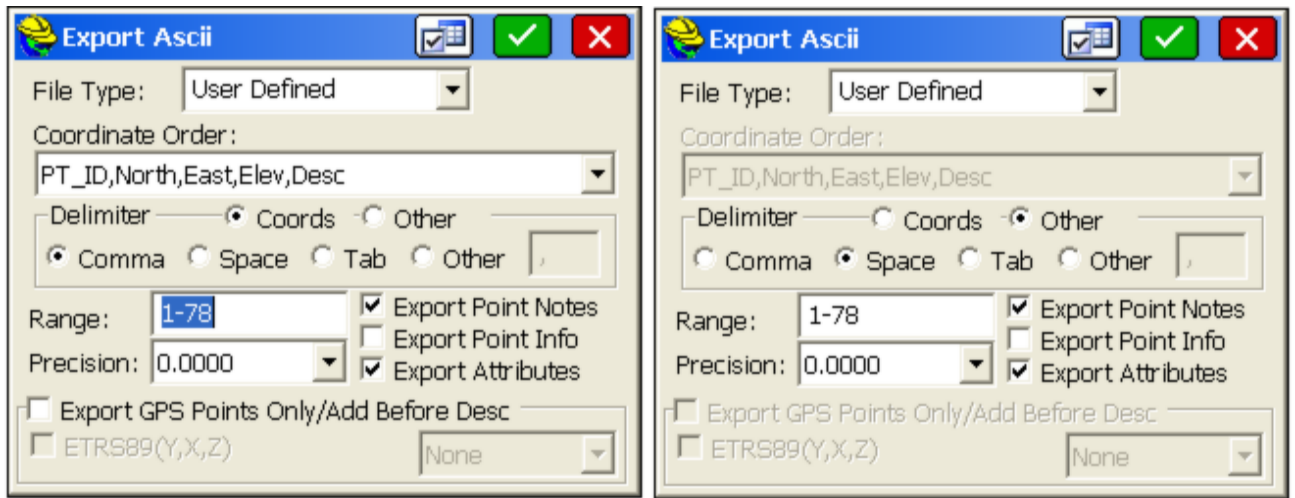 Export Ascii
File Type: User Defined
Coordinate Order:
PT_ID,North,East,Elev,Desc
Delimiter Coords Other
Comma Space Tab Other ,
Range: 1-78 Export Point Notes
Export Point Info
Precision: 0.0000 Export Attributes
Export GPS Points Only/Add Before Desc
ETRS89(Y,X,Z) None
Export Ascii
File Type: User Defined
Coordinate Order:
PT_ID,North,East,Elev,Desc
Delimiter Coords Other
Comma Space Tab Other ,
Range: 1-78 Export Point Notes
Export Point Info
Precision: 0.0000 Export Attributes
Export GPS Points Only/Add Before Desc
ETRS89(Y,X,Z) None